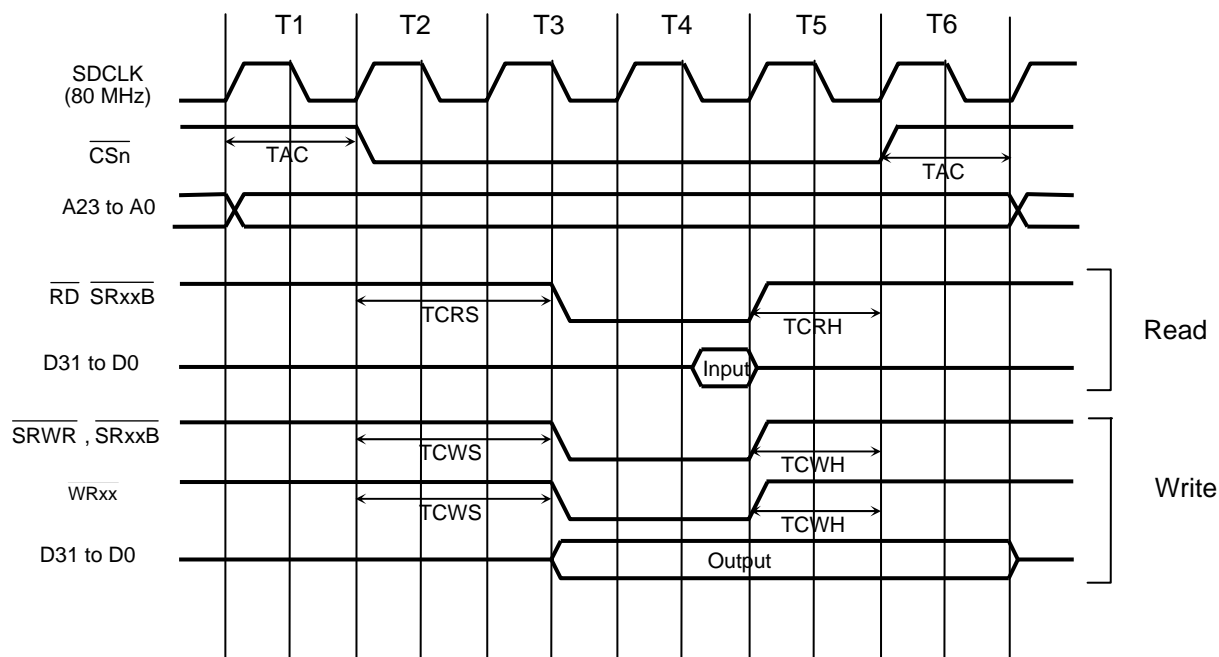 T1 T2 T3 T4 T5 T6
SDCLK
(80 MHz)
CSn
TAC TAC
A23 to A0
RD SRxxB
TCRS TCRH
Read
D31 to D0
Input
SRWR , SRxxB
TCWS TCWH
WRxx
Write
TCWS TCWH
D31 to D0
Output